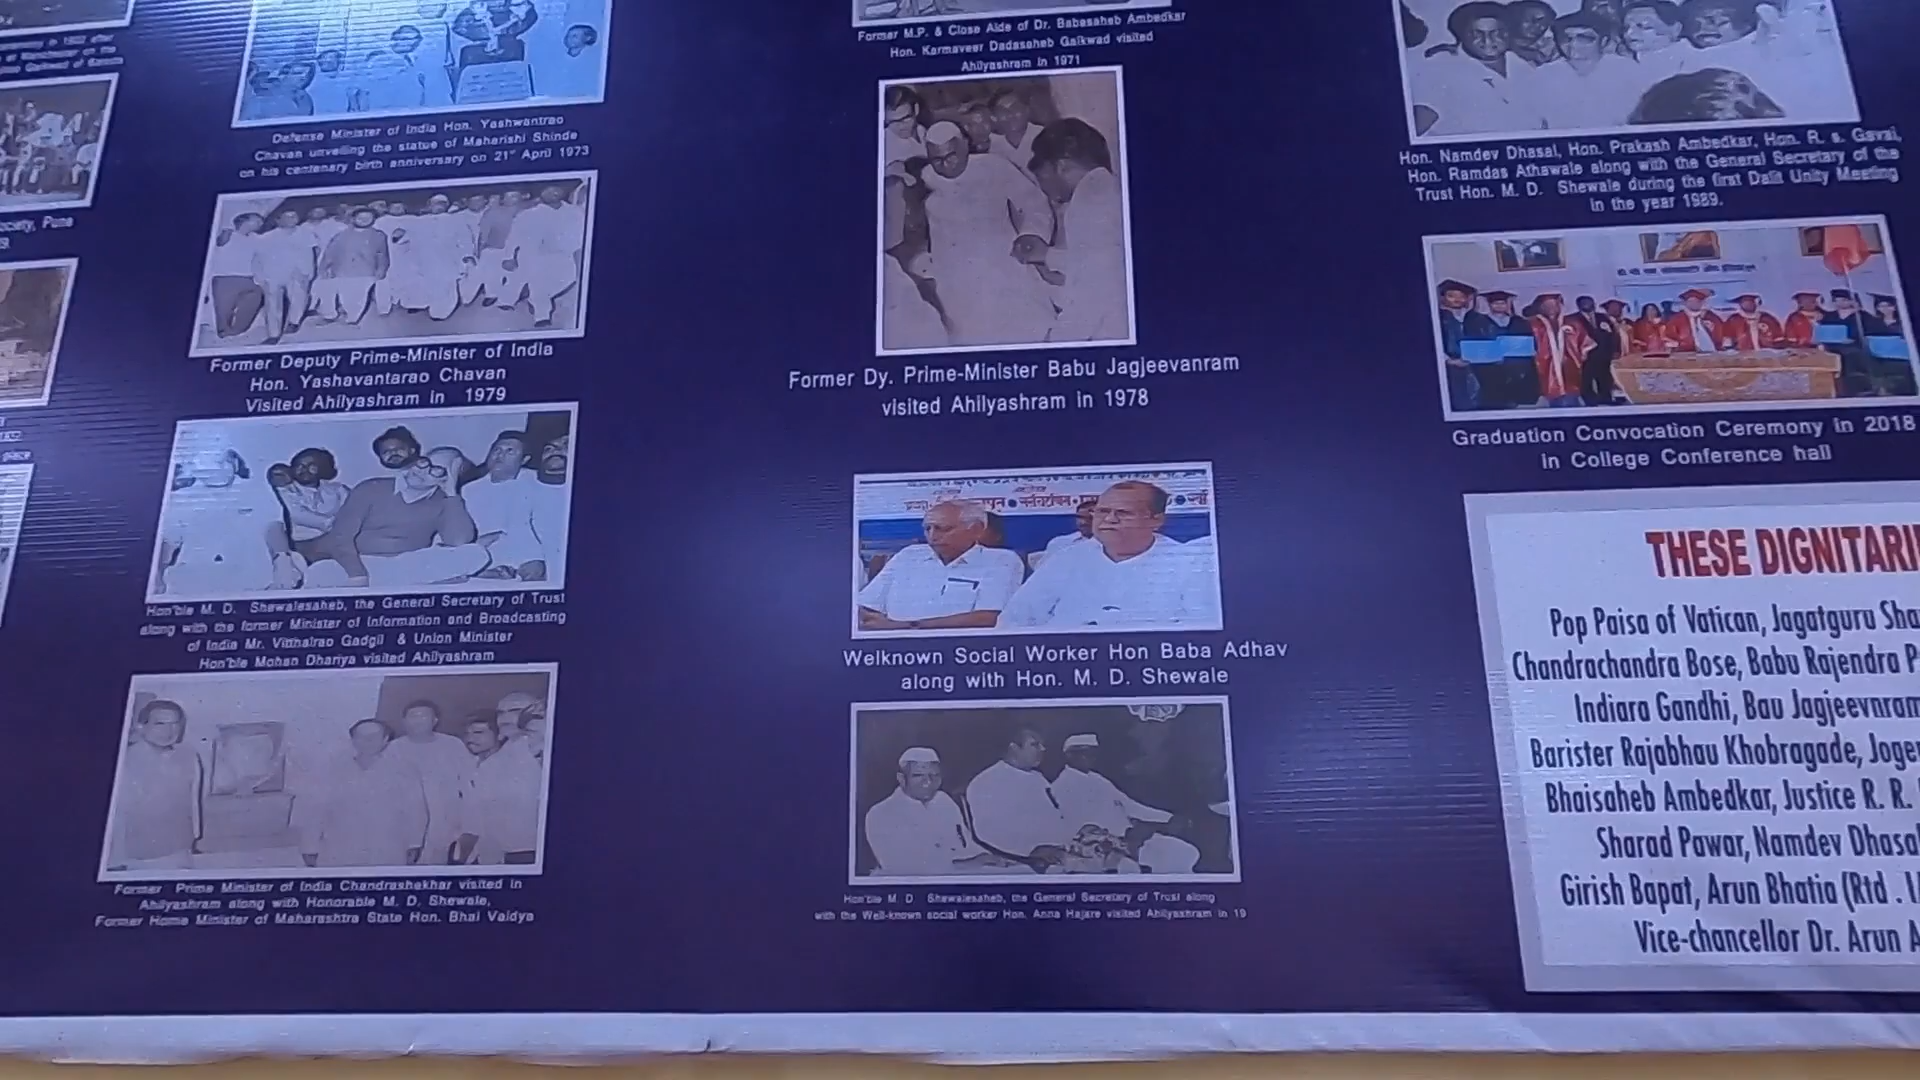 Defense Minister of India Hon. Yashwantrao
Chavan unveiling the statue of Maharishi Shinde
on his centenary birth anniversary on 21st April 1973
Former Deputy Prime-Minister of India
Hon. Yashavantarao Chavan
Visited Ahilyashram in 1979
Hon'ble M. D. Shewalesaheb, the General Secretary of Trust
along with the former Minister of Information and Broadcasting
of India Mr. Vitthalrao Gadgil & Union Minister
Hon'ble Mohan Dhariya visited Ahilyashram
Former Prime Minister of India Chandrashekhar visited in
Ahilyashram along with Honorable M. D. Shewale,
Former Home Minister of Maharashtra State Hon. Bhai Vaidya
Former M.P. & Close Aide of Dr. Babasaheb Ambedkar
Hon. Karmaveer Dadasaheb Gaikwad visited
Ahilyashram in 1971
Former Dy. Prime-Minister Babu Jagjeevanram
visited Ahilyashram in 1978
Welknown Social Worker Hon Baba Adhav
along with Hon. M. D. Shewale
Hon'ble M. D Shewalesaheb, the General Secretary of Trust along
with the Well-known social worker Hon. Anna Hajare visited Ahilyashram in 19
Hon. Namdev Dhasal, Hon. Prakash Ambedkar, Hon. R. s. Gavai,
Hon. Ramdas Athawale along with the General Secretary of the
Trust Hon. M. D. Shewale during the first Dalit Unity Meeting
in the year 1989.
Graduation Convocation Ceremony in 2018
in College Conference hall
THESE DIGNITARI
Pop Paisa of Vatican, Jagatguru Sha
Chandrachandra Bose, Babu Rajendra P
Indiara Gandhi, Bau Jagjeevnram
Barister Rajabhau Khobragade, Joge
Bhaisaheb Ambedkar, Justice R. R.
Sharad Pawar, Namdev Dhasa
Girish Bapat, Arun Bhatia (Rtd . I
Vice-chancellor Dr. Arun A